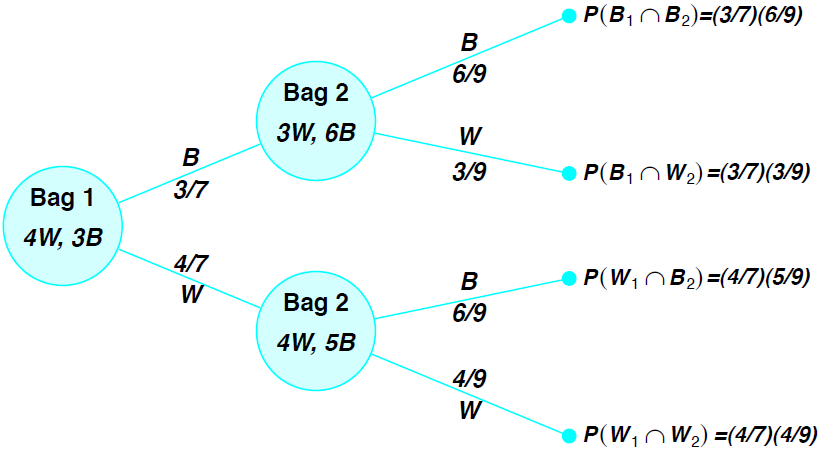 Bag 1
4W, 3B
B
3/7
4/7
W
Bag 2
3W, 6B
B
6/9
W
3/9
Bag 2
4W, 5B
B
6/9
4/9
W
P(B₁ ∩ B₂)=(3/7)(6/9)
P(B₁ ∩ W₂)=(3/7)(3/9)
P(W₁ ∩ B₂)=(4/7)(5/9)
P(W₁ ∩ W₂) =(4/7)(4/9)